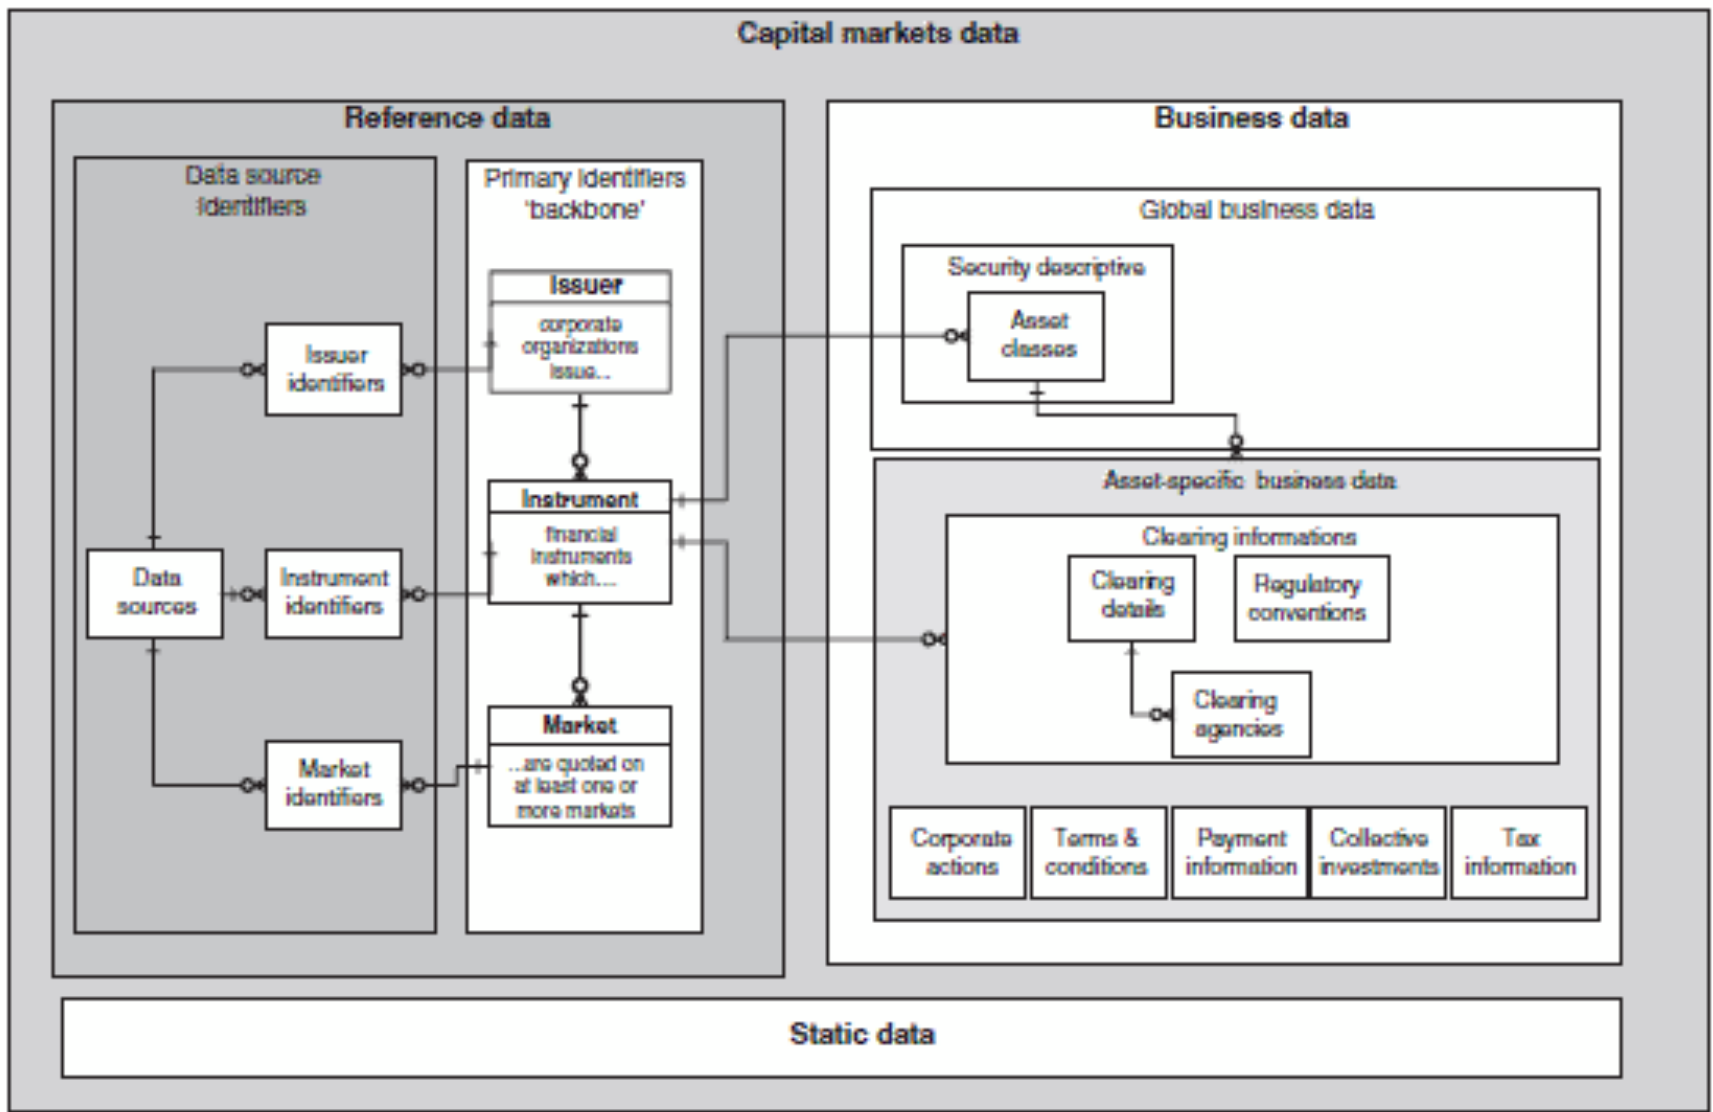 Capital markets data
Reference data
Data source
identifiers
Issuer
identifiers
Data
sources
Instrument
identifiers
Market
identifiers
Primary identifiers
'backbone'
Issuer
corporate
organizations
issue...
Instrument
financial
instruments
which....
Market
...are quoted on
at least one or
more markets
Business data
Global business data
Security descriptive
Asset
classes
Asset-specific business data
Clearing informations
Clearing
details
Regulatory
conventions
Clearing
agencies
Corporate
actions
Terms &
conditions
Payment
information
Collective
investments
Tax
information
Static data